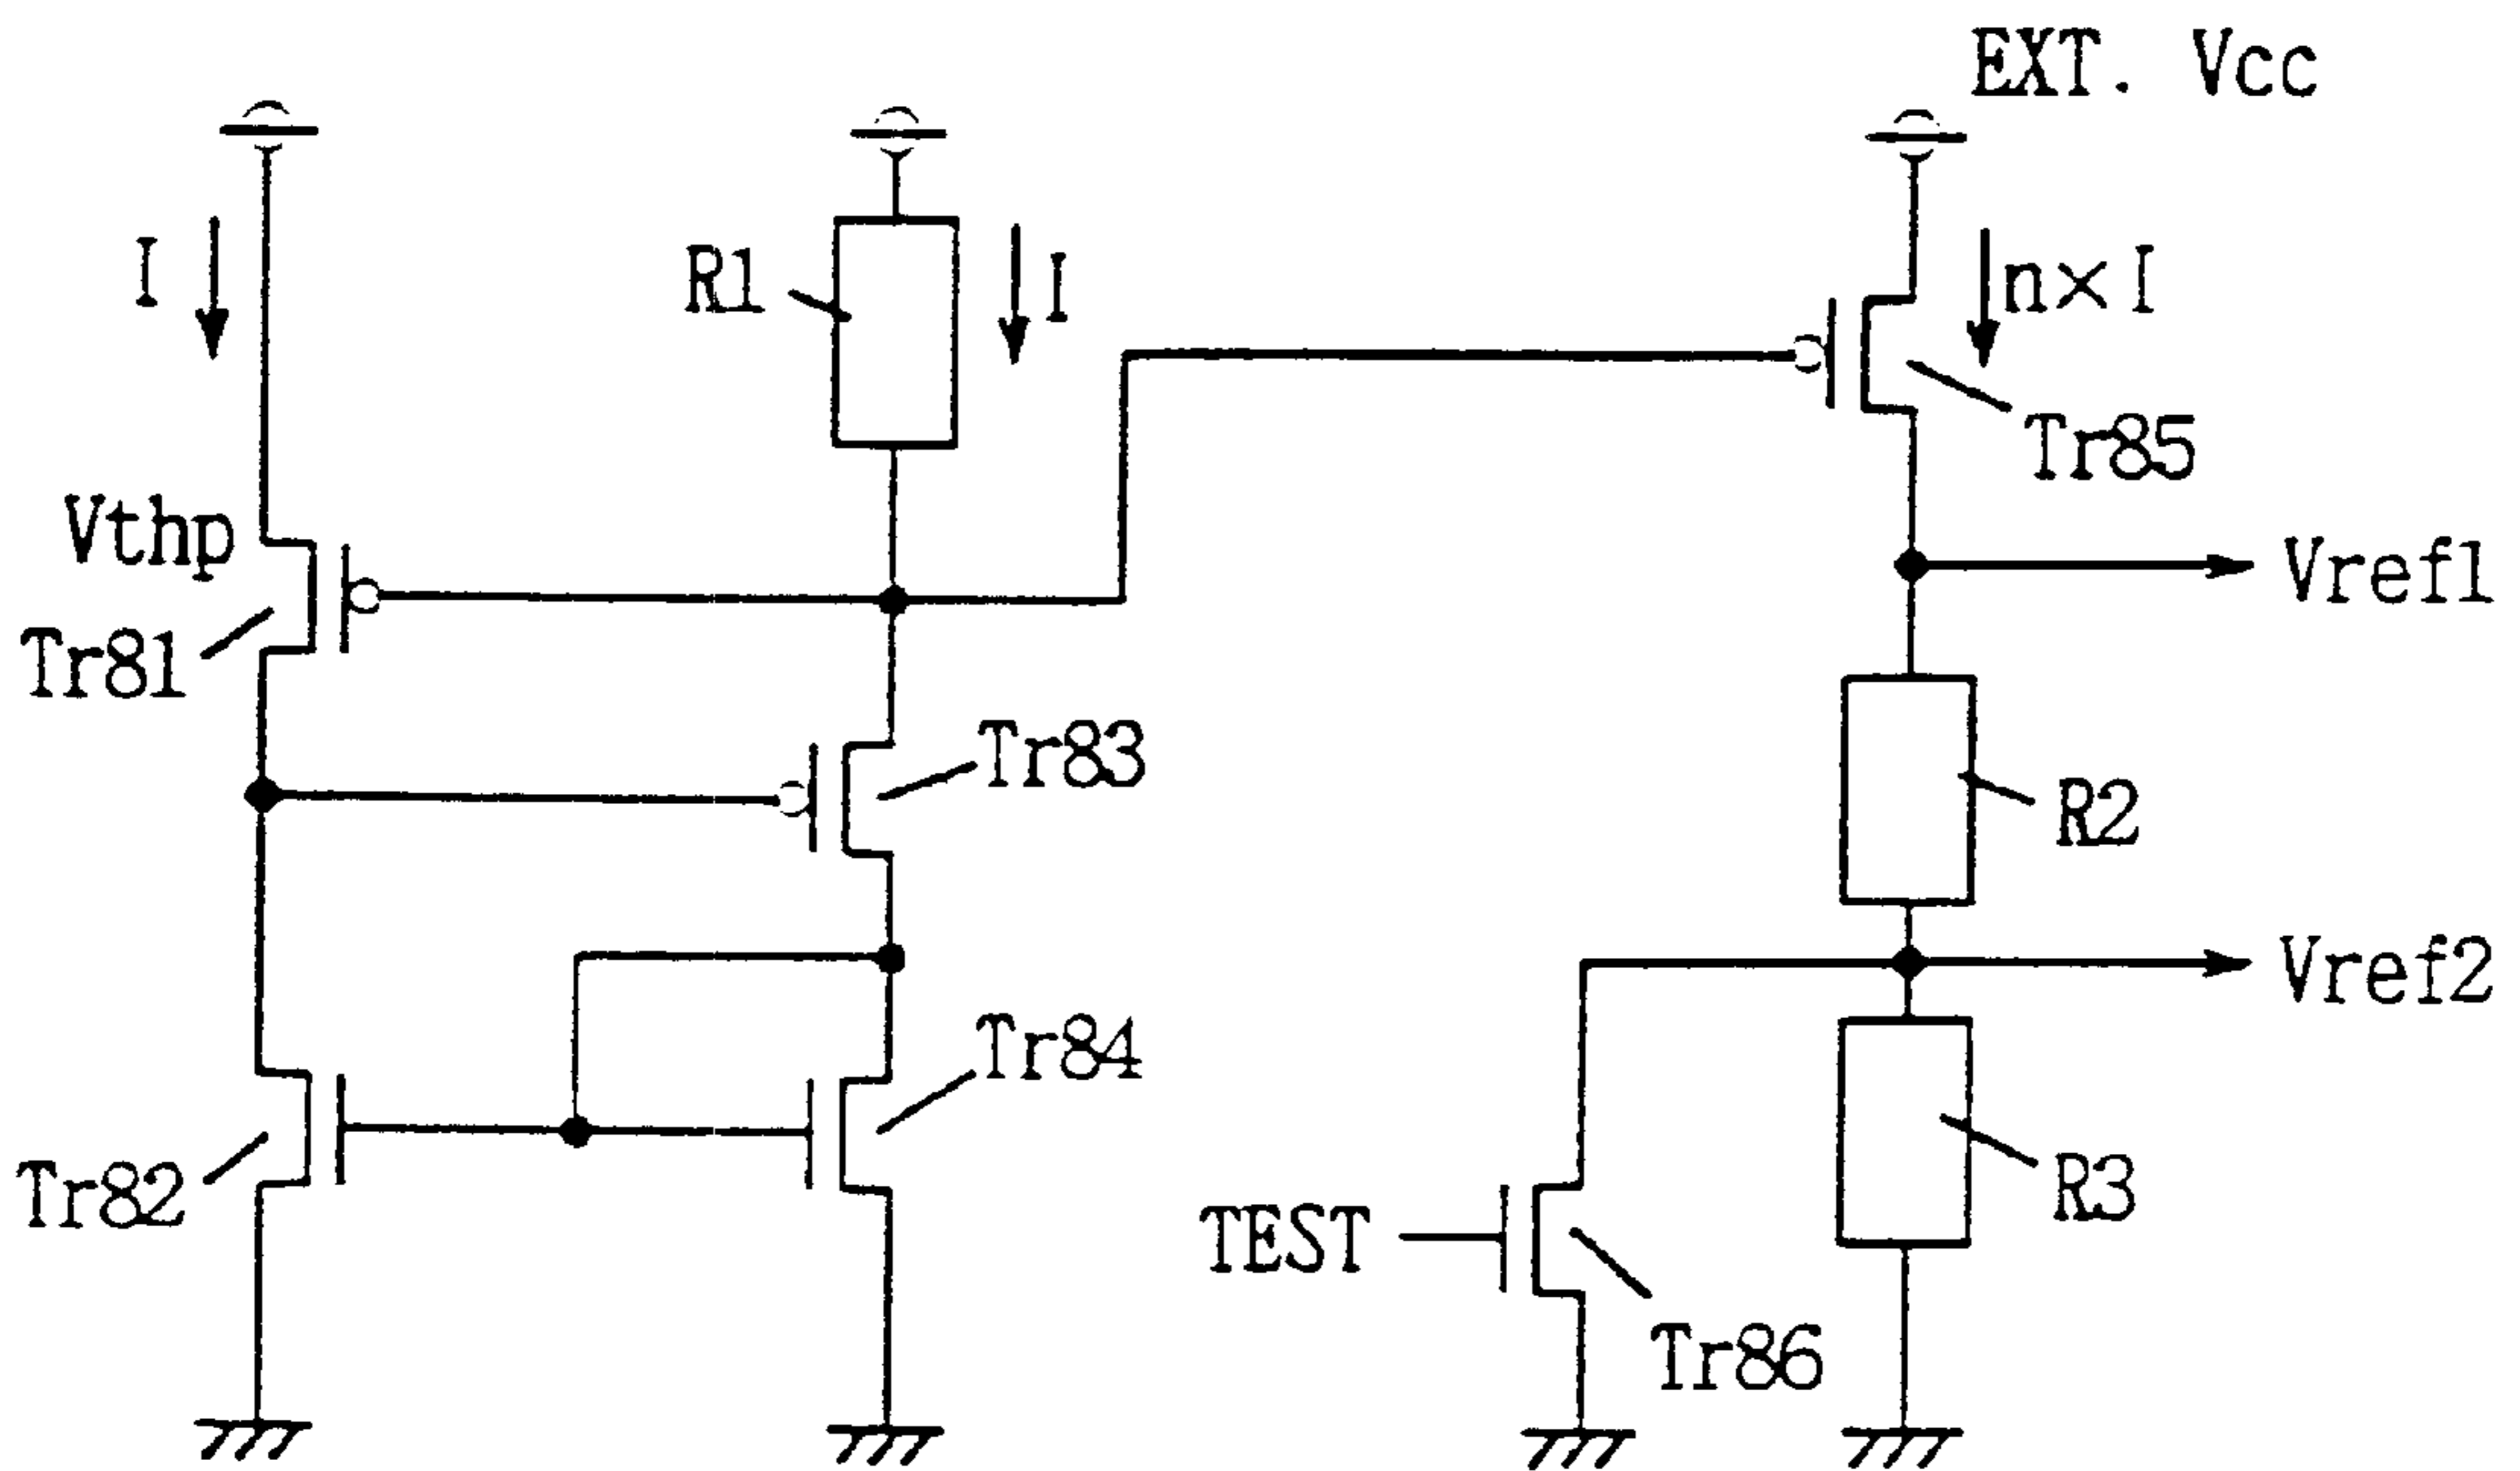 EXT. Vcc
I
R1
I
n×I
Tr85
Vthp
Tr81
Vref1
Tr83
R2
Vref2
Tr84
Tr82
TEST
R3
Tr86